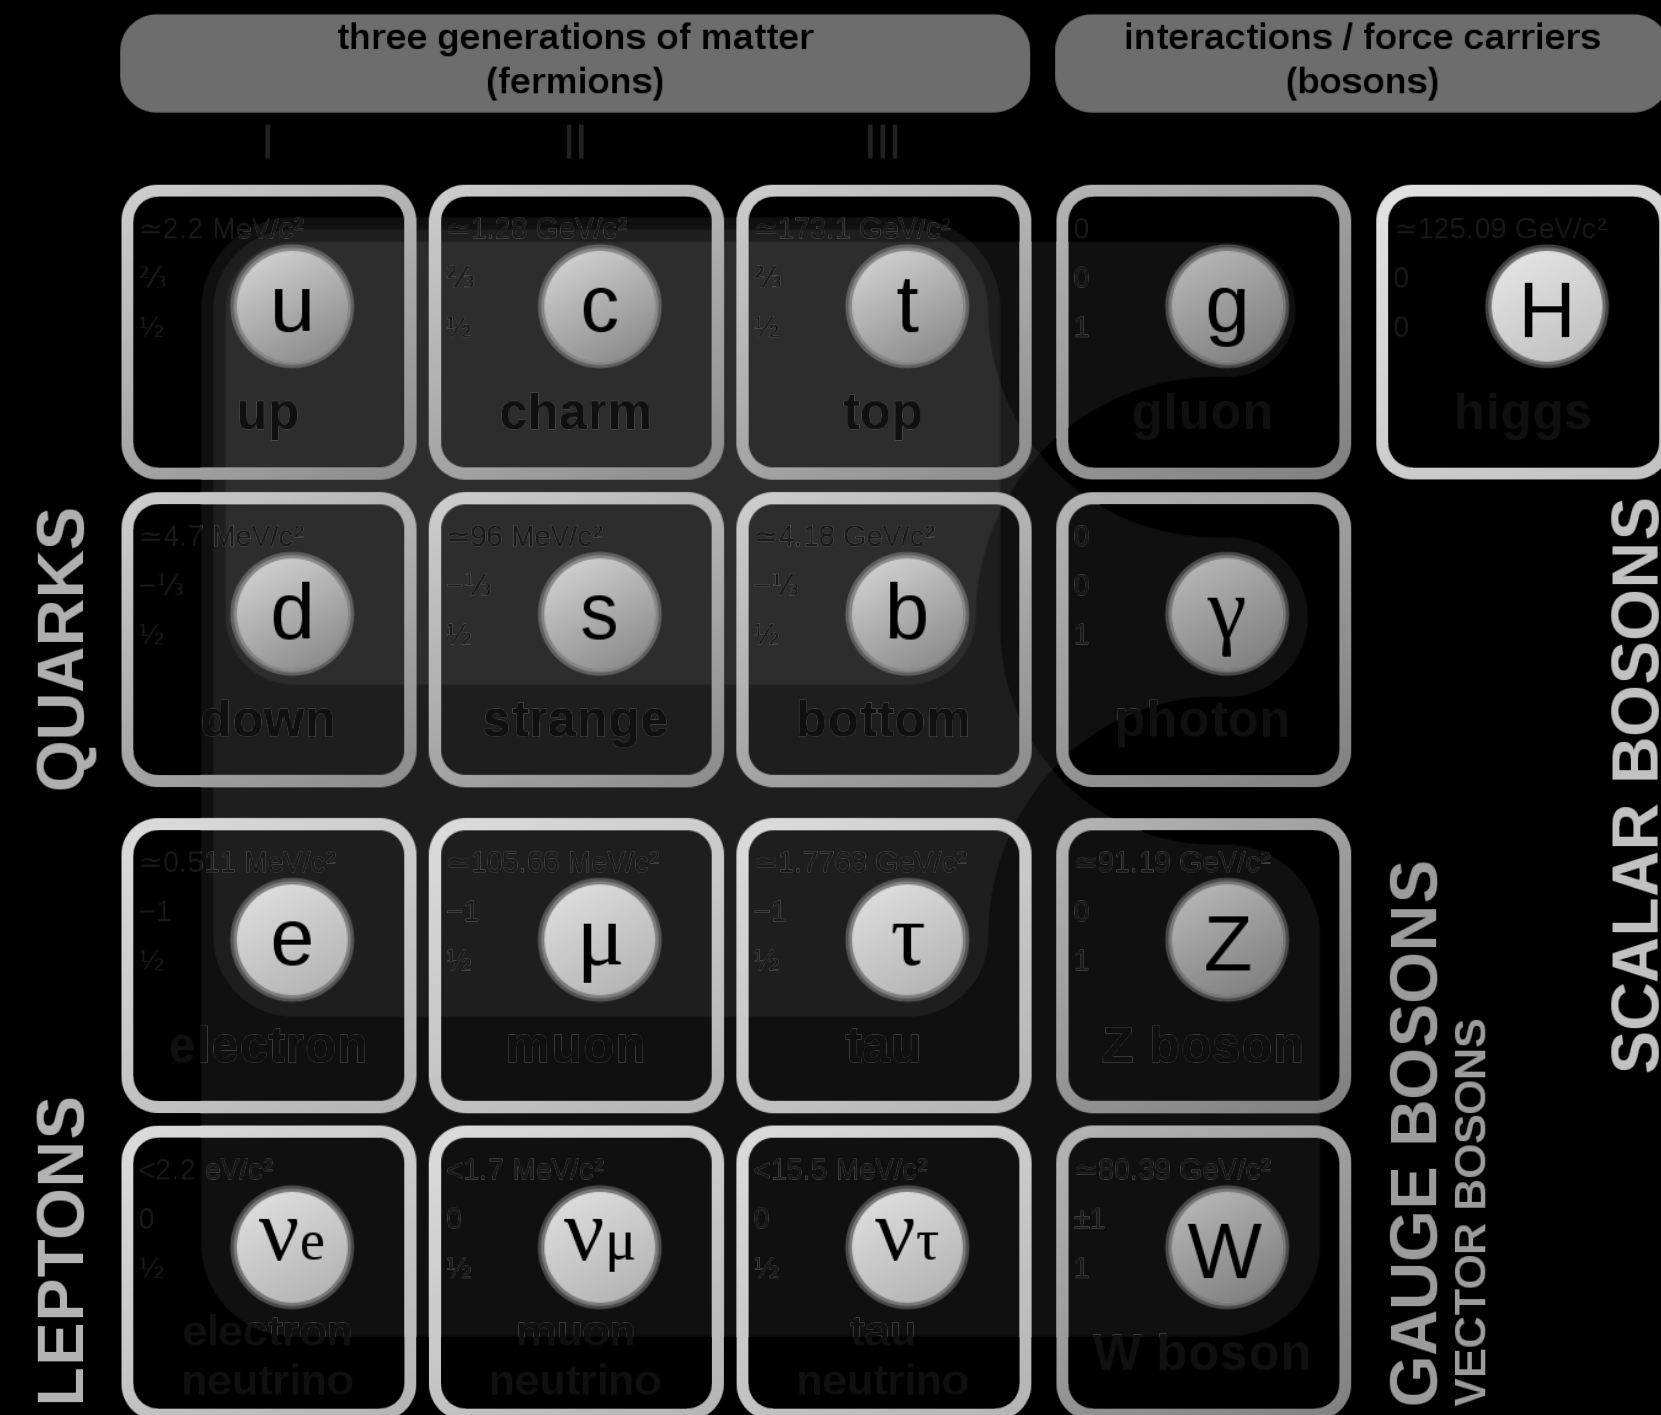 three generations of matter
(fermions)
interactions / force carriers
(bosons)
I
II
III
≃2.2 MeV/c²
⅔
½
u
up
≃1.28 GeV/c²
⅔
½
c
charm
≃173.1 GeV/c²
⅔
½
t
top
0
0
1
g
gluon
≃125.09 GeV/c²
0
0
H
higgs
QUARKS
≃4.7 MeV/c²
−⅓
½
d
down
≃96 MeV/c²
−⅓
½
s
strange
≃4.18 GeV/c²
−⅓
½
b
bottom
0
0
1
γ
photon
SCALAR BOSONS
LEPTONS
≃0.511 MeV/c²
−1
½
e
electron
≃105.66 MeV/c²
−1
½
μ
muon
≃1.7768 GeV/c²
−1
½
τ
tau
≃91.19 GeV/c²
0
1
Z
Z boson
GAUGE BOSONS
VECTOR BOSONS
<2.2 eV/c²
0
½
νe
electron
neutrino
<1.7 MeV/c²
0
½
νμ
muon
neutrino
<15.5 MeV/c²
0
½
ντ
tau
neutrino
≃80.39 GeV/c²
±1
1
W
W boson